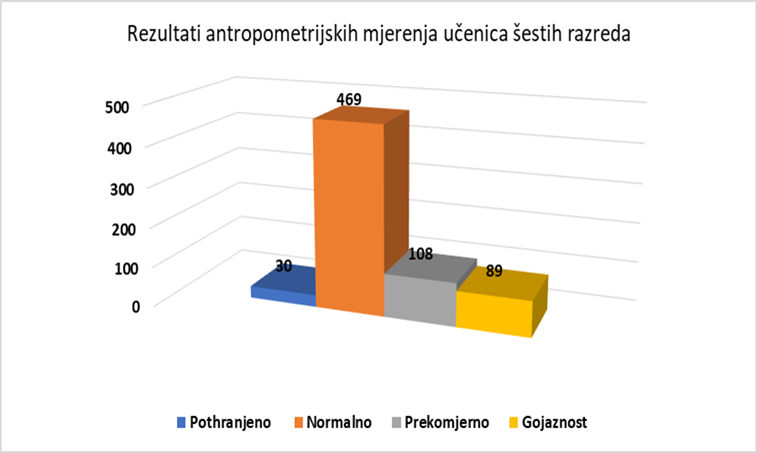 Rezultati antropometrijskih mjerenja učenica šestih razreda
500
400
300
200
100
0
30
469
108
89
Pothranjeno
Normalno
Prekomjerno
Gojaznost